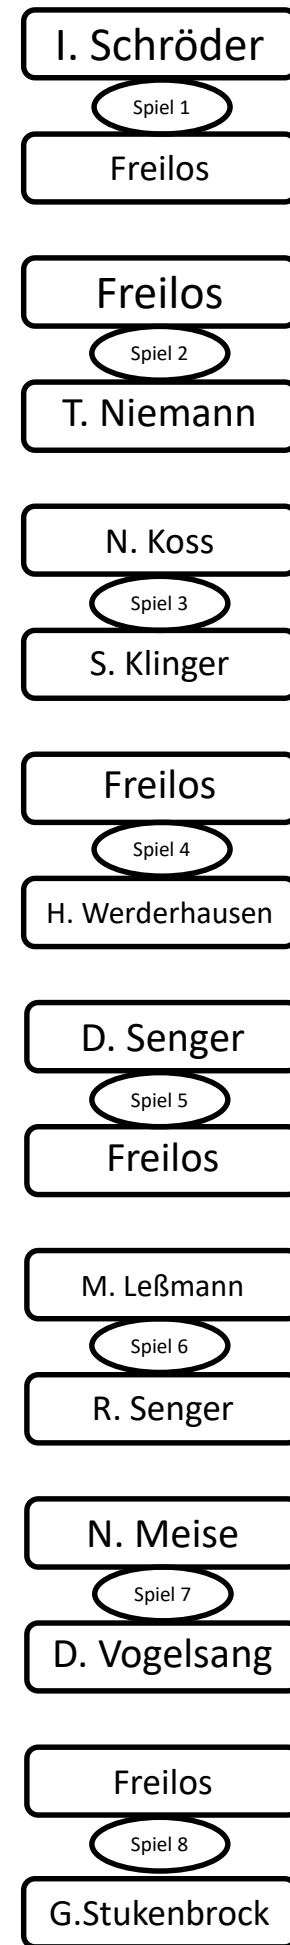 I. Schröder
Spiel 1
Freilos
Freilos
Spiel 2
T. Niemann
N. Koss
Spiel 3
S. Klinger
Freilos
Spiel 4
H. Werderhausen
D. Senger
Spiel 5
Freilos
M. Leßmann
Spiel 6
R. Senger
N. Meise
Spiel 7
D. Vogelsang
Freilos
Spiel 8
G.Stukenbrock